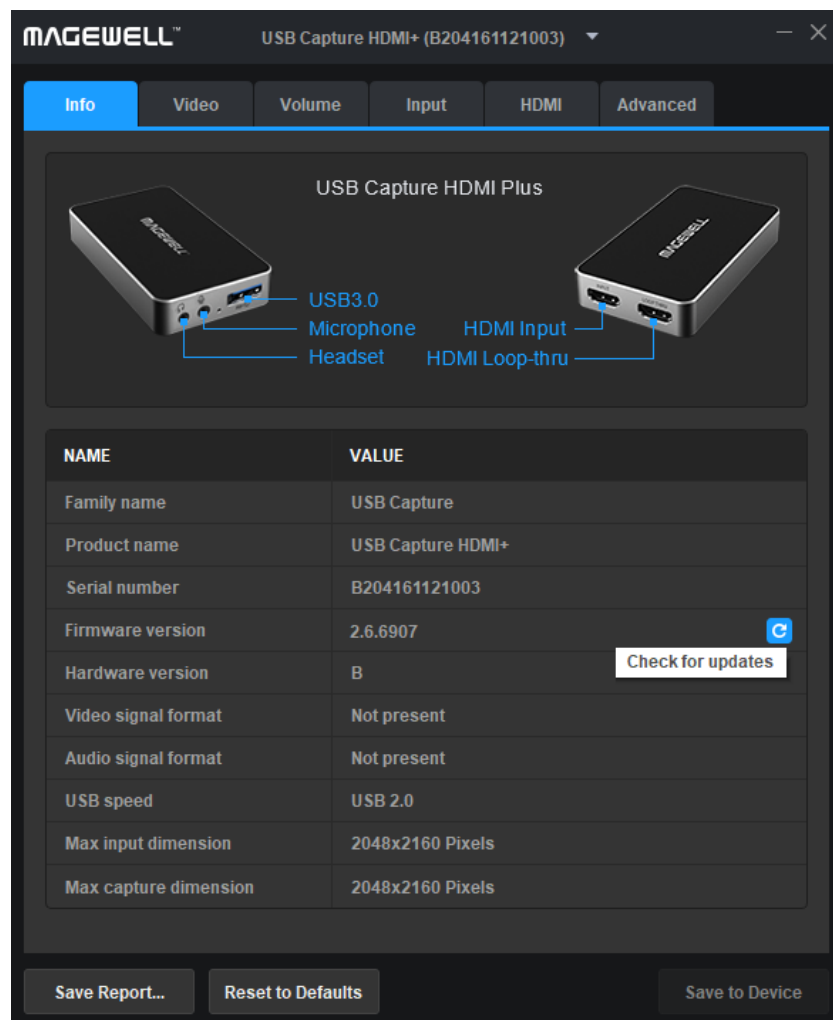 MAGEWELL™ USB Capture HDMI+ (B204161121003)
Info Video Volume Input HDMI Advanced
USB Capture HDMI Plus
MAGEWELL
MAGEWELL
INPUT
LOOP-THRU
USB3.0
Microphone HDMI Input
Headset HDMI Loop-thru
NAME VALUE
Family name USB Capture
Product name USB Capture HDMI+
Serial number B204161121003
Firmware version 2.6.6907
Check for updates
Hardware version B
Video signal format Not present
Audio signal format Not present
USB speed USB 2.0
Max input dimension 2048x2160 Pixels
Max capture dimension 2048x2160 Pixels
Save Report... Reset to Defaults Save to Device